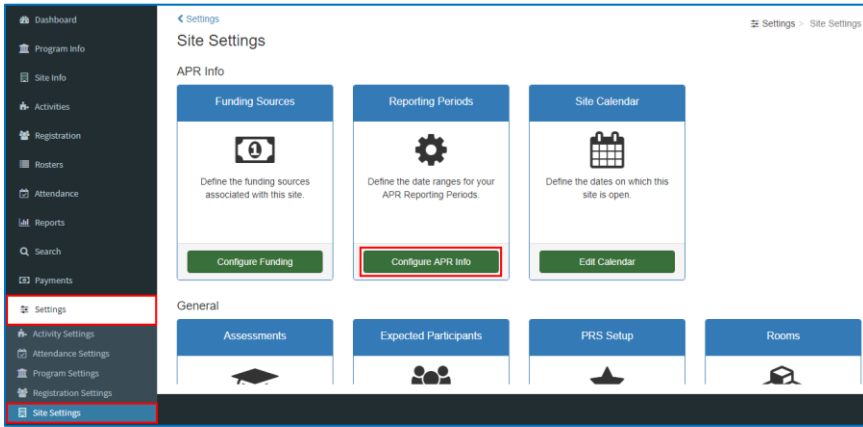 Dashboard
Program Info
Site Info
Activities
Registration
Rosters
Attendance
Reports
Search
Payments
Settings
Activity Settings
Attendance Settings
Program Settings
Registration Settings
Site Settings
Settings
Settings > Site Settings
Site Settings
APR Info
Funding Sources
1
Define the funding sources
associated with this site.
Configure Funding
Reporting Periods
Define the date ranges for your
APR Reporting Periods.
Configure APR Info
Site Calendar
Define the dates on which this
site is open.
Edit Calendar
General
Assessments
Expected Participants
PRS Setup
Rooms